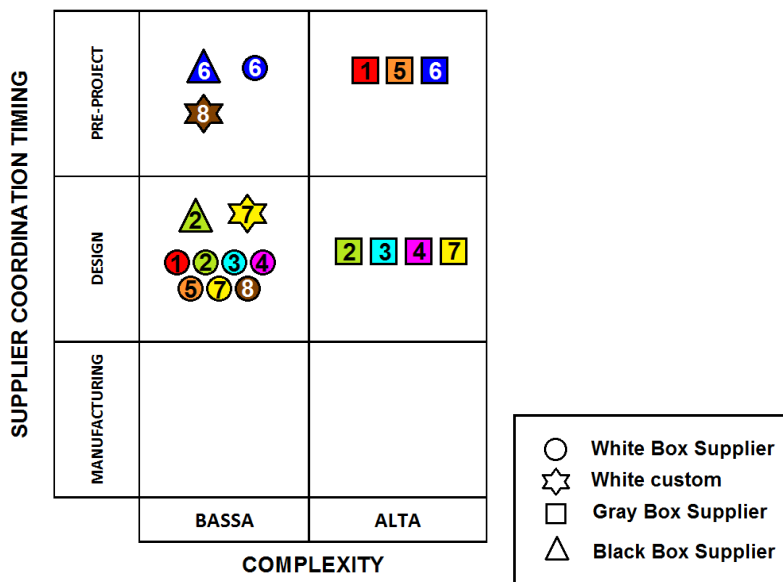 SUPPLIER COORDINATION TIMING
PRE-PROJECT
6 6
8
1 5 6
DESIGN
2 7
1 2 3 4
5 7 8
2 3 4 7
MANUFACTURING
BASSA ALTA
COMPLEXITY
White Box Supplier
White custom
Gray Box Supplier
Black Box Supplier